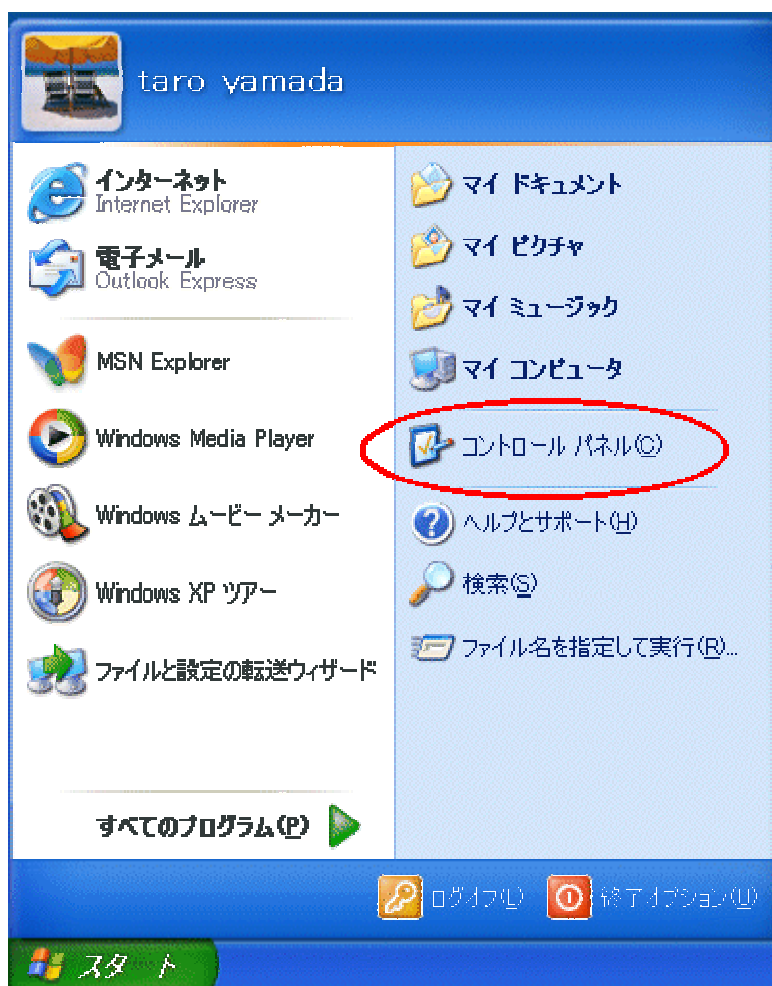 taro yamada
インターネット
Internet Explorer
電子メール
Outlook Express
MSN Explorer
Windows Media Player
Windows ムービー メーカー
Windows XP ツアー
ファイルと設定の転送ウィザード
すべてのプログラム(P)
マイ ドキュメント
マイ ピクチャ
マイ ミュージック
マイ コンピュータ
コントロール パネル(C)
ヘルプとサポート(H)
検索(S)
ファイル名を指定して実行(R)...
ログオフ(L)
終了オプション(U)
スタート